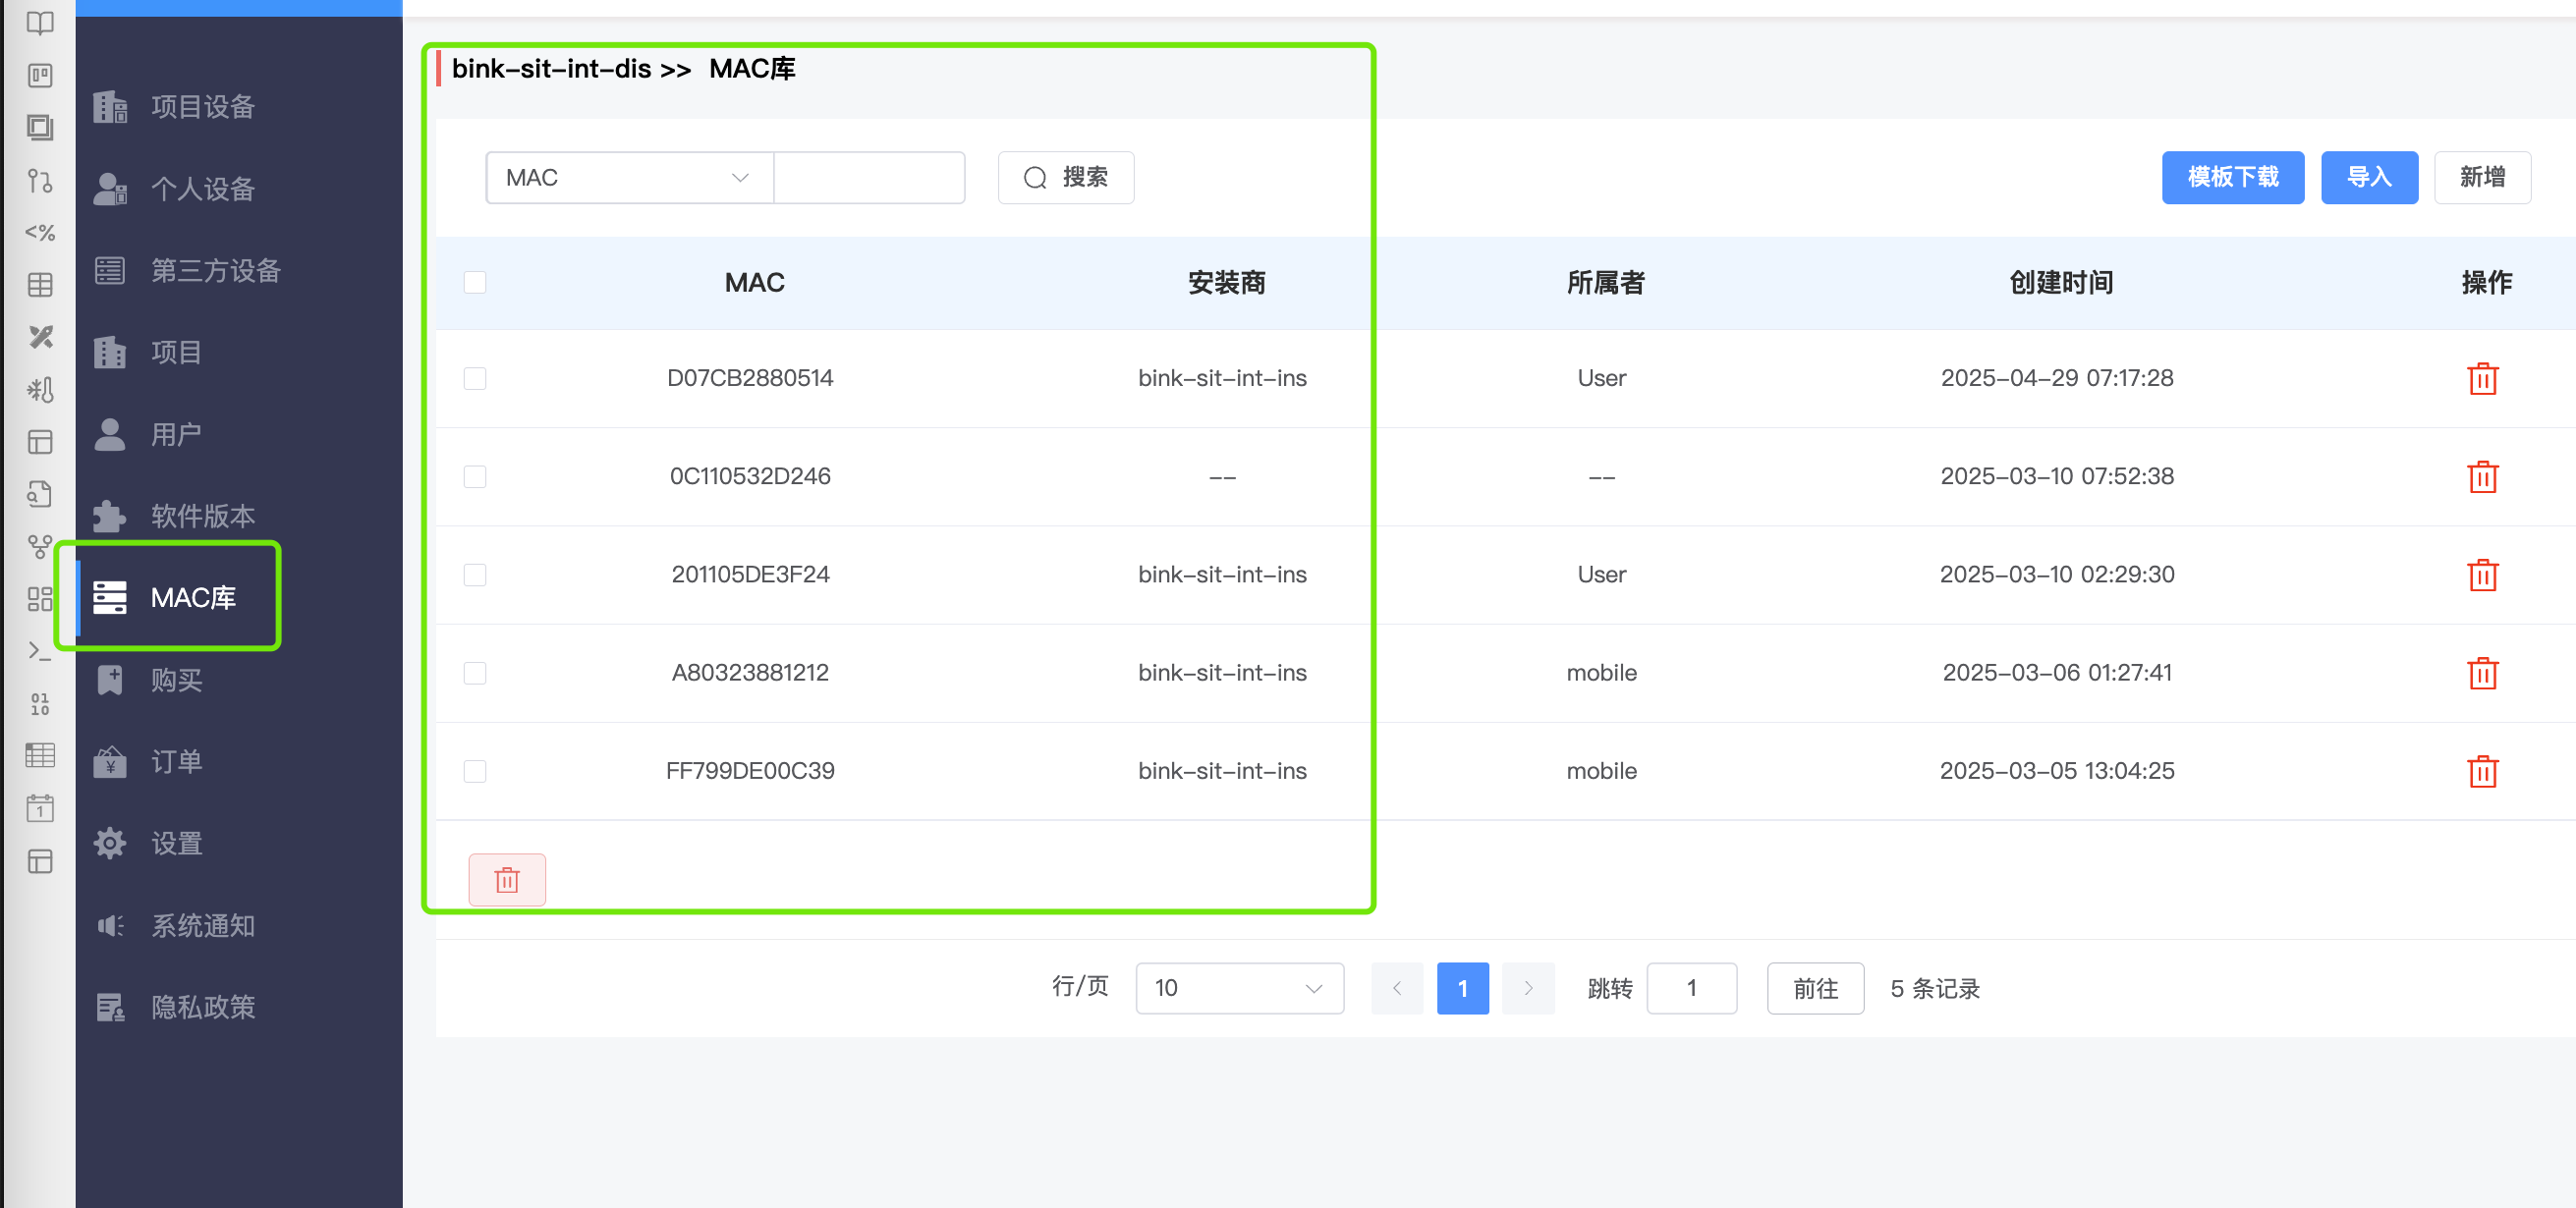 bink-sit-int-dis >> MAC库
项目设备
个人设备
第三方设备
项目
用户
软件版本
MAC库
购买
订单
设置
系统通知
隐私政策
<%
01
10
1
¥
MAC
搜索
模板下载
导入
新增
MAC 安装商 所属者 创建时间 操作
D07CB2880514 bink-sit-int-ins User 2025-04-29 07:17:28
0C110532D246 -- -- 2025-03-10 07:52:38
201105DE3F24 bink-sit-int-ins User 2025-03-10 02:29:30
A80323881212 bink-sit-int-ins mobile 2025-03-06 01:27:41
FF799DE00C39 bink-sit-int-ins mobile 2025-03-05 13:04:25
行/页 10 < 1 > 跳转 1 前往 5 条记录